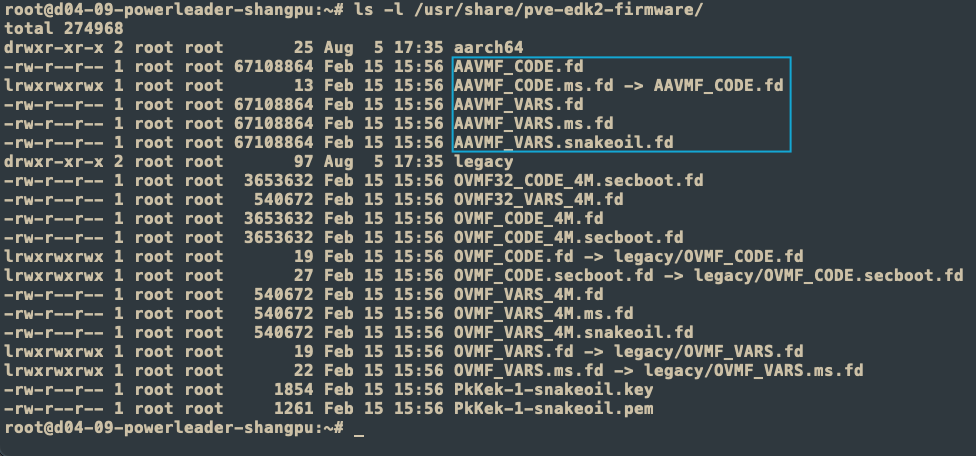 root@d04-09-powerleader-shangpu:~# ls -l /usr/share/pve-edk2-firmware/
total 274968
drwxr-xr-x 2 root root       25 Aug  5 17:35 aarch64
-rw-r--r-- 1 root root 67108864 Feb 15 15:56 AAVMF_CODE.fd
lrwxrwxrwx 1 root root       13 Feb 15 15:56 AAVMF_CODE.ms.fd -> AAVMF_CODE.fd
-rw-r--r-- 1 root root 67108864 Feb 15 15:56 AAVMF_VARS.fd
-rw-r--r-- 1 root root 67108864 Feb 15 15:56 AAVMF_VARS.ms.fd
-rw-r--r-- 1 root root 67108864 Feb 15 15:56 AAVMF_VARS.snakeoil.fd
drwxr-xr-x 2 root root       97 Aug  5 17:35 legacy
-rw-r--r-- 1 root root  3653632 Feb 15 15:56 OVMF32_CODE_4M.secboot.fd
-rw-r--r-- 1 root root   540672 Feb 15 15:56 OVMF32_VARS_4M.fd
-rw-r--r-- 1 root root  3653632 Feb 15 15:56 OVMF_CODE_4M.fd
-rw-r--r-- 1 root root  3653632 Feb 15 15:56 OVMF_CODE_4M.secboot.fd
lrwxrwxrwx 1 root root       19 Feb 15 15:56 OVMF_CODE.fd -> legacy/OVMF_CODE.fd
lrwxrwxrwx 1 root root       27 Feb 15 15:56 OVMF_CODE.secboot.fd -> legacy/OVMF_CODE.secboot.fd
-rw-r--r-- 1 root root   540672 Feb 15 15:56 OVMF_VARS_4M.fd
-rw-r--r-- 1 root root   540672 Feb 15 15:56 OVMF_VARS_4M.ms.fd
-rw-r--r-- 1 root root   540672 Feb 15 15:56 OVMF_VARS_4M.snakeoil.fd
lrwxrwxrwx 1 root root       19 Feb 15 15:56 OVMF_VARS.fd -> legacy/OVMF_VARS.fd
lrwxrwxrwx 1 root root       22 Feb 15 15:56 OVMF_VARS.ms.fd -> legacy/OVMF_VARS.ms.fd
-rw-r--r-- 1 root root     1854 Feb 15 15:56 PkKek-1-snakeoil.key
-rw-r--r-- 1 root root     1261 Feb 15 15:56 PkKek-1-snakeoil.pem
root@d04-09-powerleader-shangpu:~# _